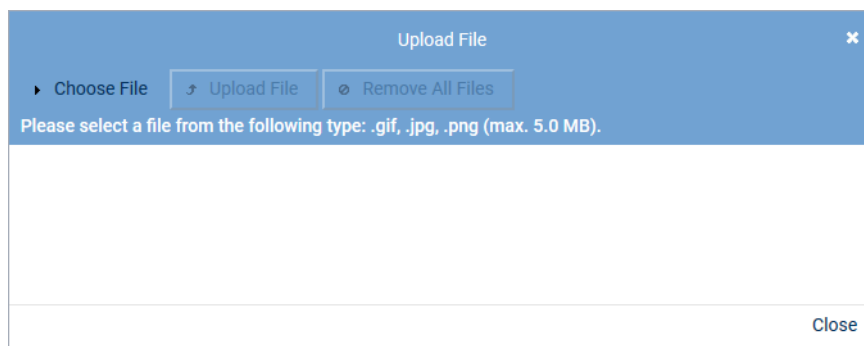 Upload File
Choose File Upload File Remove All Files
Please select a file from the following type: .gif, .jpg, .png (max. 5.0 MB).
Close